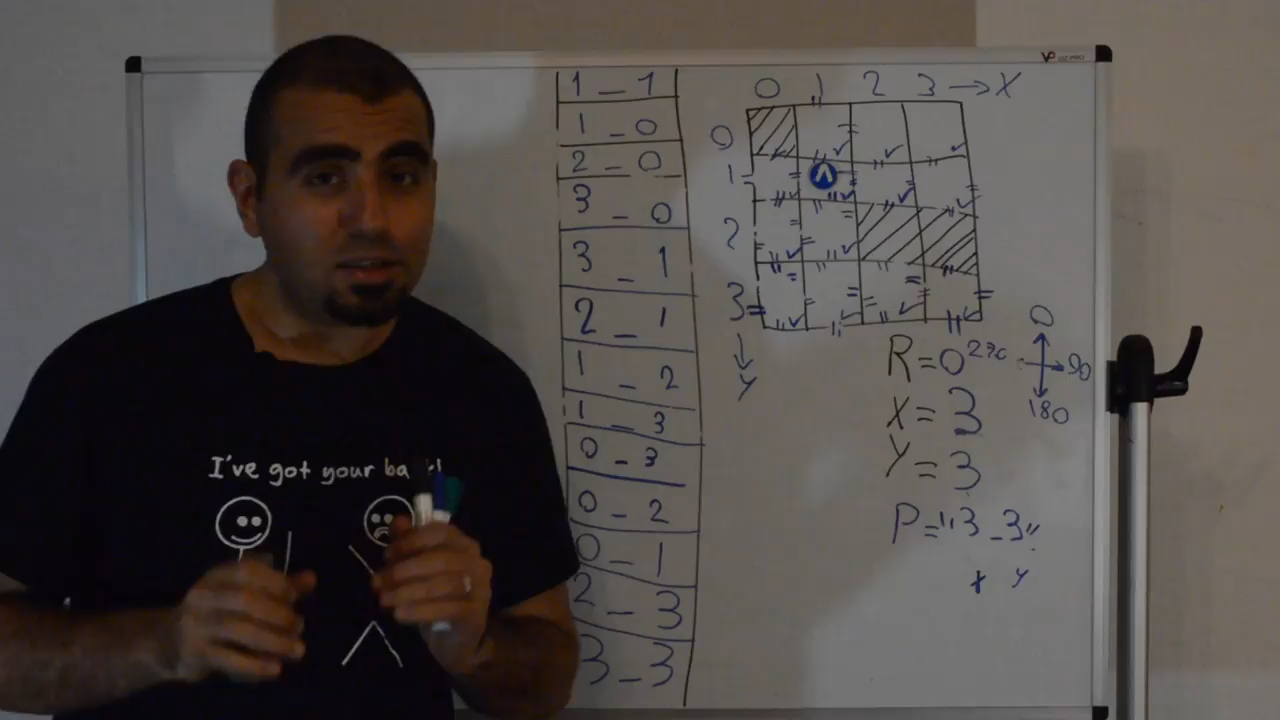 I've got your ba
1 _ 1
1 _ 0
2 _ 0
3 _ 0
3 _ 1
2 _ 1
1 _ 2
1 _ 3
0 _ 3
0 _ 2
0 _ 1
2 _ 3
3 _ 3
0 1 2 3 → X
0
1
2
3
↓
Y
R = 0
0
90
180
X = 3
Y = 3
P = "3 _ 3"
x y